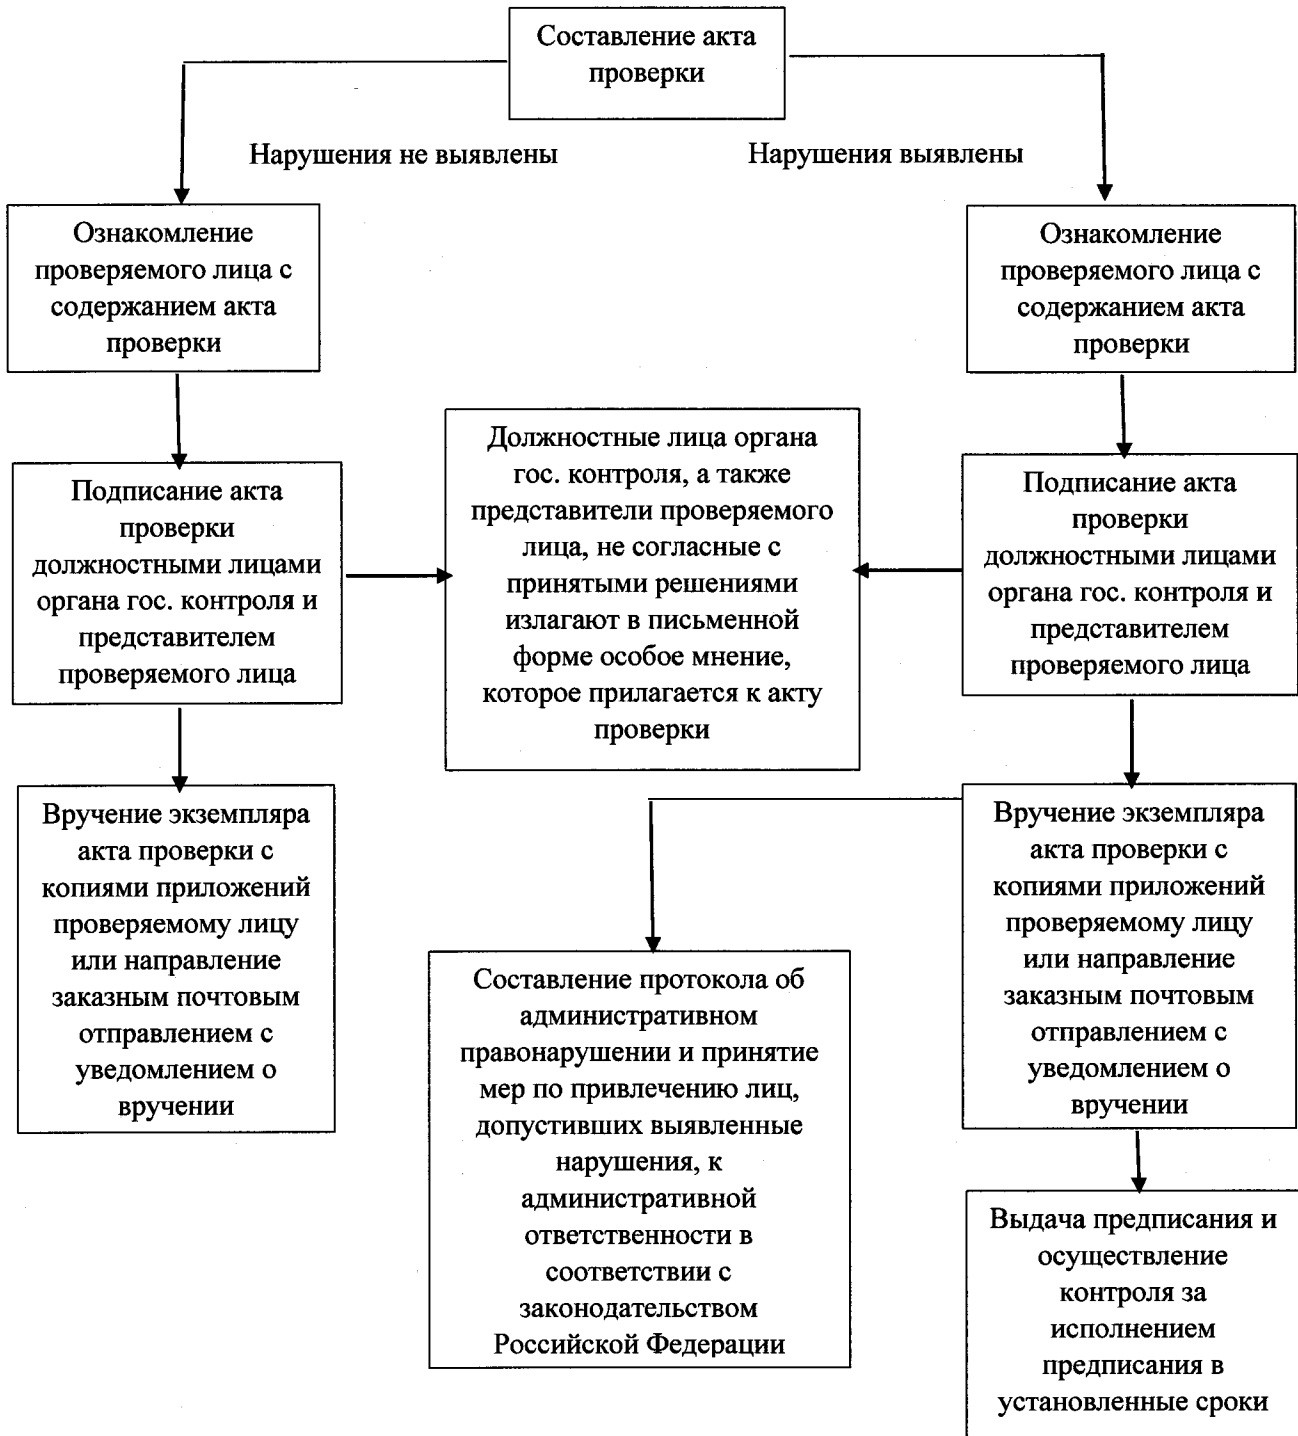 Составление акта
проверки
Нарушения не выявлены
Нарушения выявлены
Ознакомление
проверяемого лица с
содержанием акта
проверки
Ознакомление
проверяемого лица с
содержанием акта
проверки
Подписание акта
проверки
должностными лицами
органа гос. контроля и
представителем
проверяемого лица
Должностные лица органа
гос. контроля, а также
представители проверяемого
лица, не согласные с
принятыми решениями
излагают в письменной
форме особое мнение,
которое прилагается к акту
проверки
Подписание акта
проверки
должностными лицами
органа гос. контроля и
представителем
проверяемого лица
Вручение экземпляра
акта проверки с
копиями приложений
проверяемому лицу
или направление
заказным почтовым
отправлением с
уведомлением о
вручении
Вручение экземпляра
акта проверки с
копиями приложений
проверяемому лицу
или направление
заказным почтовым
отправлением с
уведомлением о
вручении
Составление протокола об
административном
правонарушении и принятие
мер по привлечению лиц,
допустивших выявленные
нарушения, к
административной
ответственности в
соответствии с
законодательством
Российской Федерации
Выдача предписания и
осуществление
контроля за
исполнением
предписания в
установленные сроки